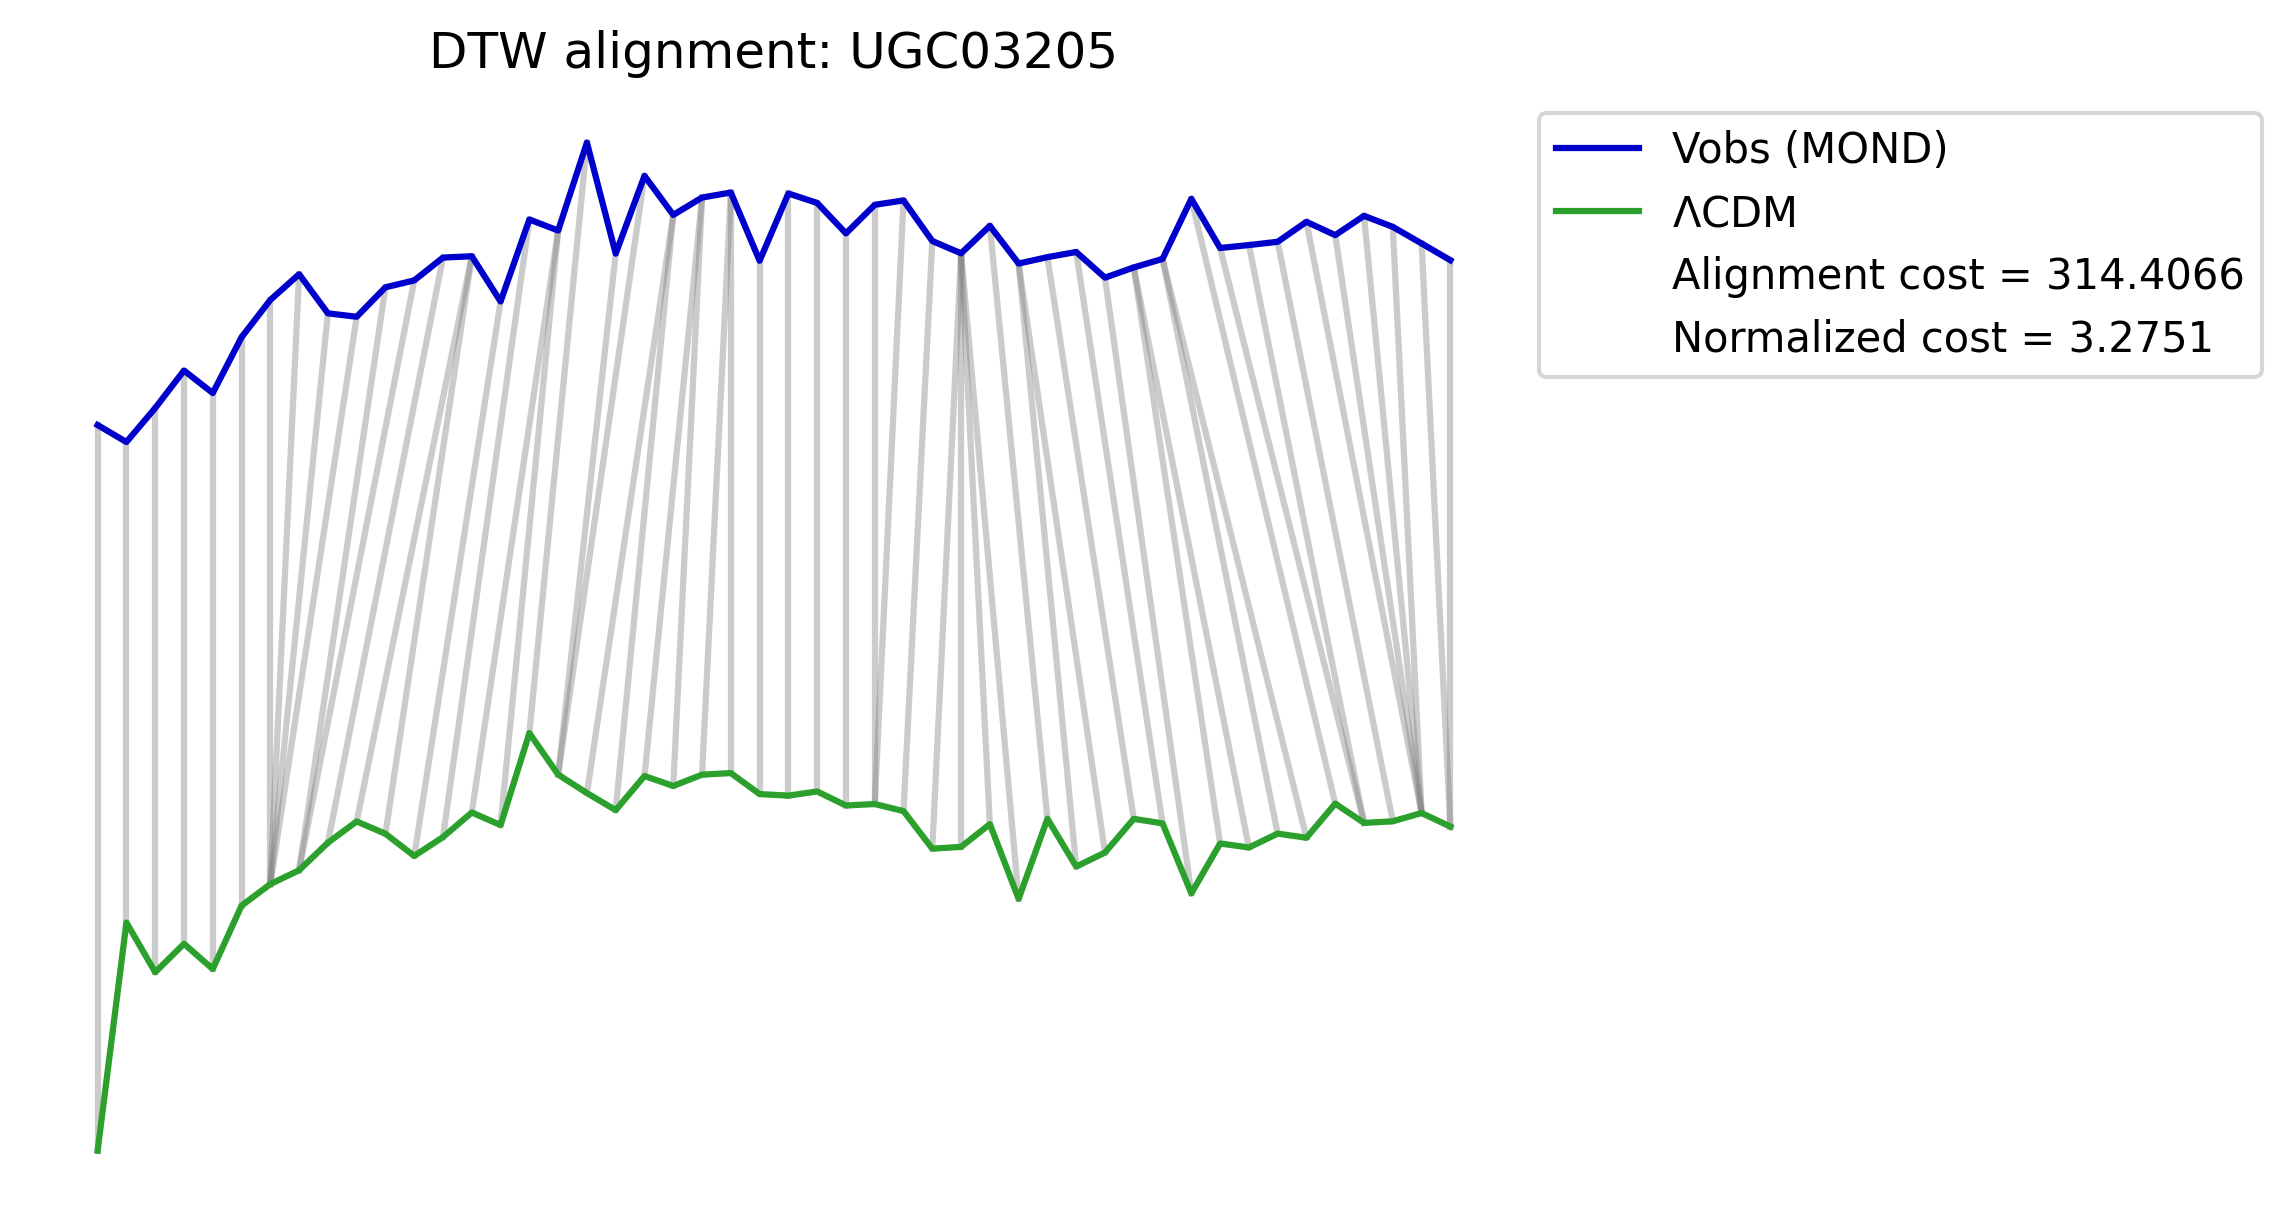 DTW alignment: UGC03205
Vobs (MOND)
ΛCDM
Alignment cost = 314.4066
Normalized cost = 3.2751